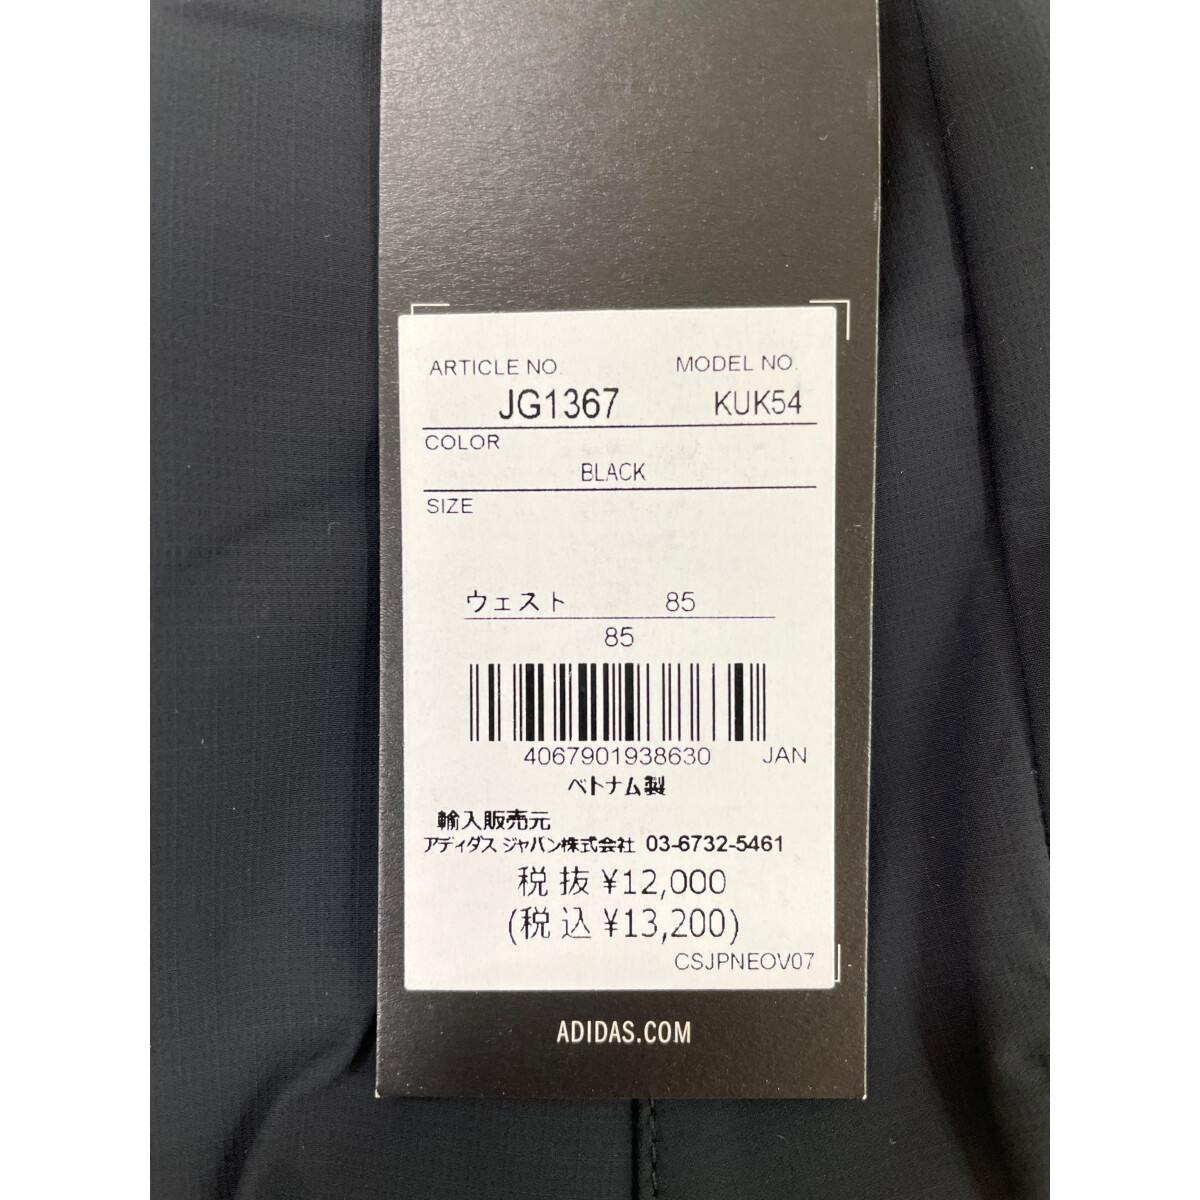 ARTICLE NO. MODEL NO.
JG1367 KUK54
COLOR
BLACK
SIZE
ウェスト 85
85
4067901938630 JAN
ベトナム製
輸入販売元
アディダス ジャパン株式会社 03-6732-5461
税抜 ¥12,000
(税込 ¥13,200)
CSJPNEOV07
ADIDAS.COM